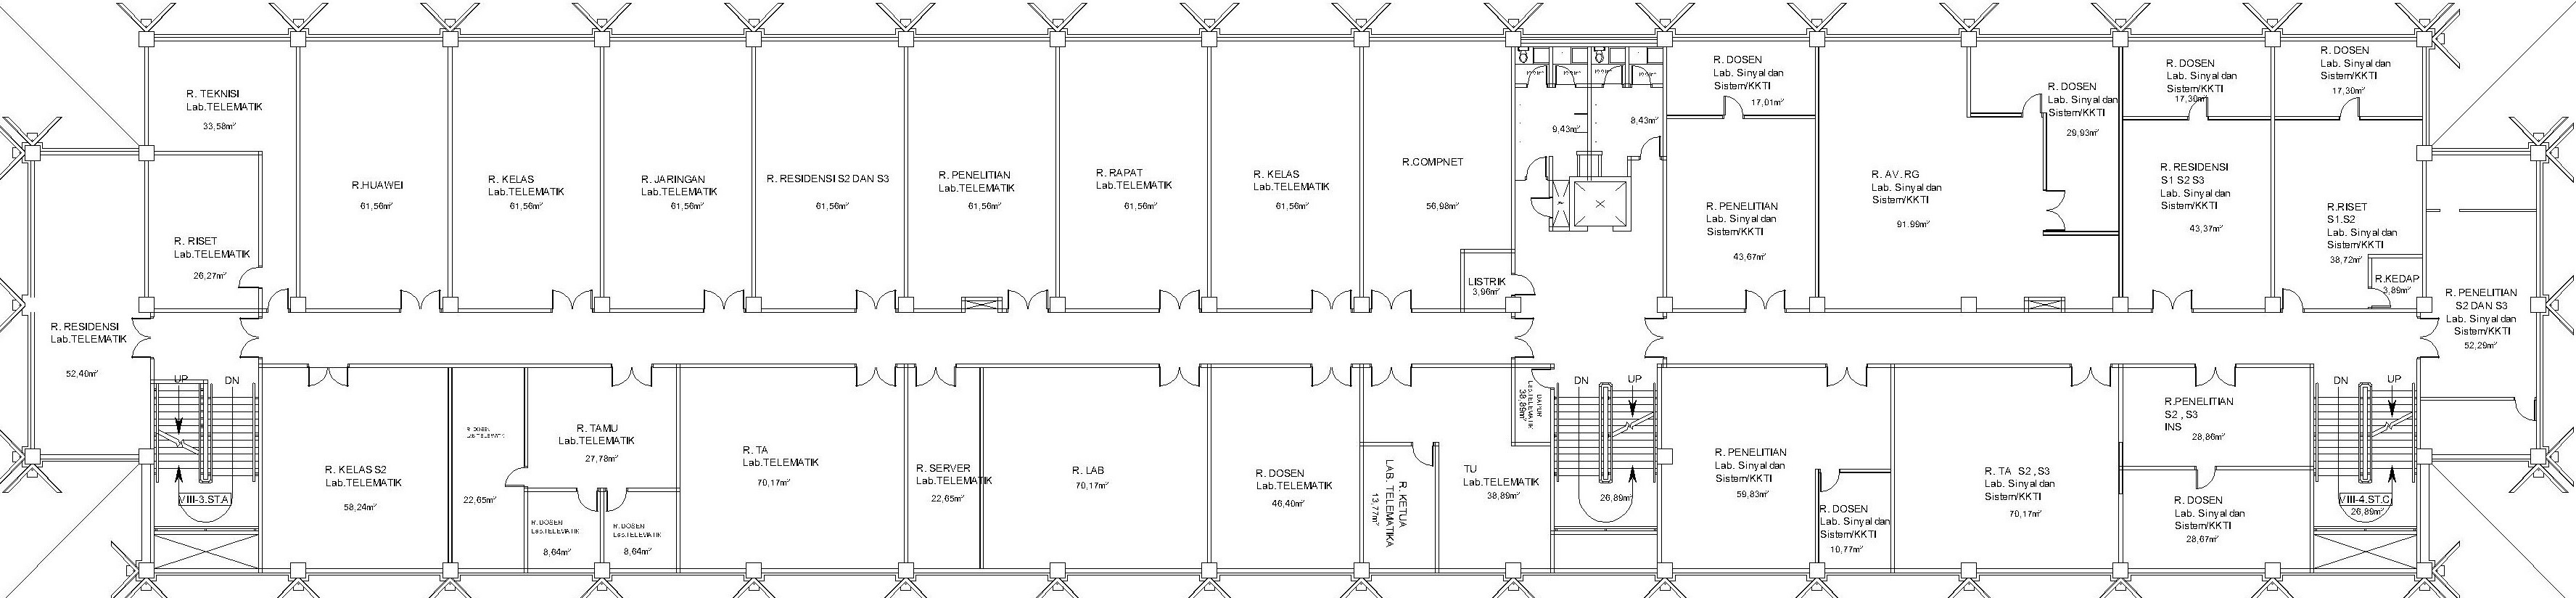 R. TEKNISI
Lab.TELEMATIK
33,58m²
R. RISET
Lab.TELEMATIK
26,27m²
R. RESIDENSI
Lab.TELEMATIK
52,40m²
R.HUAWEI
61,56m²
R. KELAS
Lab.TELEMATIK
61,56m²
R. JARINGAN
Lab.TELEMATIK
61,56m²
R. RESIDENSI S2 DAN S3
61,56m²
R. PENELITIAN
Lab.TELEMATIK
61,56m²
R. RAPAT
Lab.TELEMATIK
61,56m²
R. KELAS
Lab.TELEMATIK
61,56m²
R.COMPNET
56,98m²
LISTRIK
3,96m²
9,43m²
8,43m²
R. DOSEN
Lab. Sinyal dan
Sistem/KKTI
17,01m²
R. PENELITIAN
Lab. Sinyal dan
Sistem/KKTI
43,67m²
R. AV. RG
Lab. Sinyal dan
Sistem/KKTI
91.99m²
R. DOSEN
Lab. Sinyal dan
Sistem/KKTI
29,93m²
R. DOSEN
Lab. Sinyal dan
Sistem/KKTI
17,30m²
R. RESIDENSI
S1 S2 S3
Lab. Sinyal dan
Sistem/KKTI
43,37m²
R. DOSEN
Lab. Sinyal dan
Sistem/KKTI
17,30m²
R.RISET
S1.S2
Lab. Sinyal dan
Sistem/KKTI
38,72m²
R.KEDAP
3,89m²
R. PENELITIAN
S2 DAN S3
Lab. Sinyal dan
Sistem/KKTI
52,29m²
UP
DN
VIII-3.ST.A
R. KELAS S2
Lab.TELEMATIK
58,24m²
R. DOSEN
Lab.TELEMATIK
22,65m²
R. TAMU
Lab.TELEMATIK
27,78m²
R. DOSEN
Lab.TELEMATIK
8,64m²
R. DOSEN
Lab.TELEMATIK
8,64m²
R. TA
Lab.TELEMATIK
70,17m²
R. SERVER
Lab.TELEMATIK
22,65m²
R. LAB
70,17m²
R. DOSEN
Lab.TELEMATIK
46,40m²
R.KETUA
LAB. TELEMATIKA
13,77m²
TU
Lab.TELEMATIK
38,89m²
DAPUR
Lab.TELEMATIK
38,89m²
DN
UP
26,89m²
R. PENELITIAN
Lab. Sinyal dan
Sistem/KKTI
59,83m²
R. DOSEN
Lab. Sinyal dan
Sistem/KKTI
10,77m²
R. TA S2 ,S3
Lab. Sinyal dan
Sistem/KKTI
70,17m²
R.PENELITIAN
S2 , S3
INS
28,86m²
R. DOSEN
Lab. Sinyal dan
Sistem/KKTI
28,67m²
DN
UP
VIII-4.ST.C
26,89m²